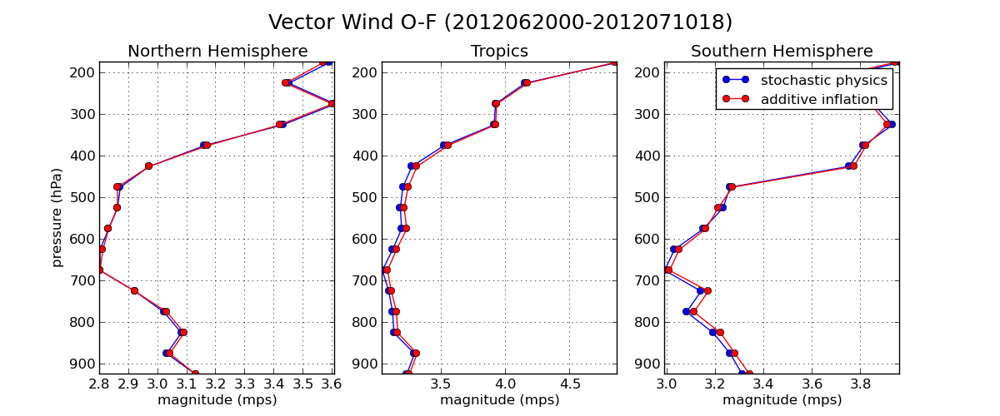 Vector Wind O-F (2012062000-2012071018)
Northern Hemisphere
Tropics
Southern Hemisphere
stochastic physics
additive inflation
pressure (hPa)
200
300
400
500
600
700
800
900
2.8 2.9 3.0 3.1 3.2 3.3 3.4 3.5 3.6
magnitude (mps)
200
300
400
500
600
700
800
900
3.5 4.0 4.5
magnitude (mps)
200
300
400
500
600
700
800
900
3.0 3.2 3.4 3.6 3.8
magnitude (mps)